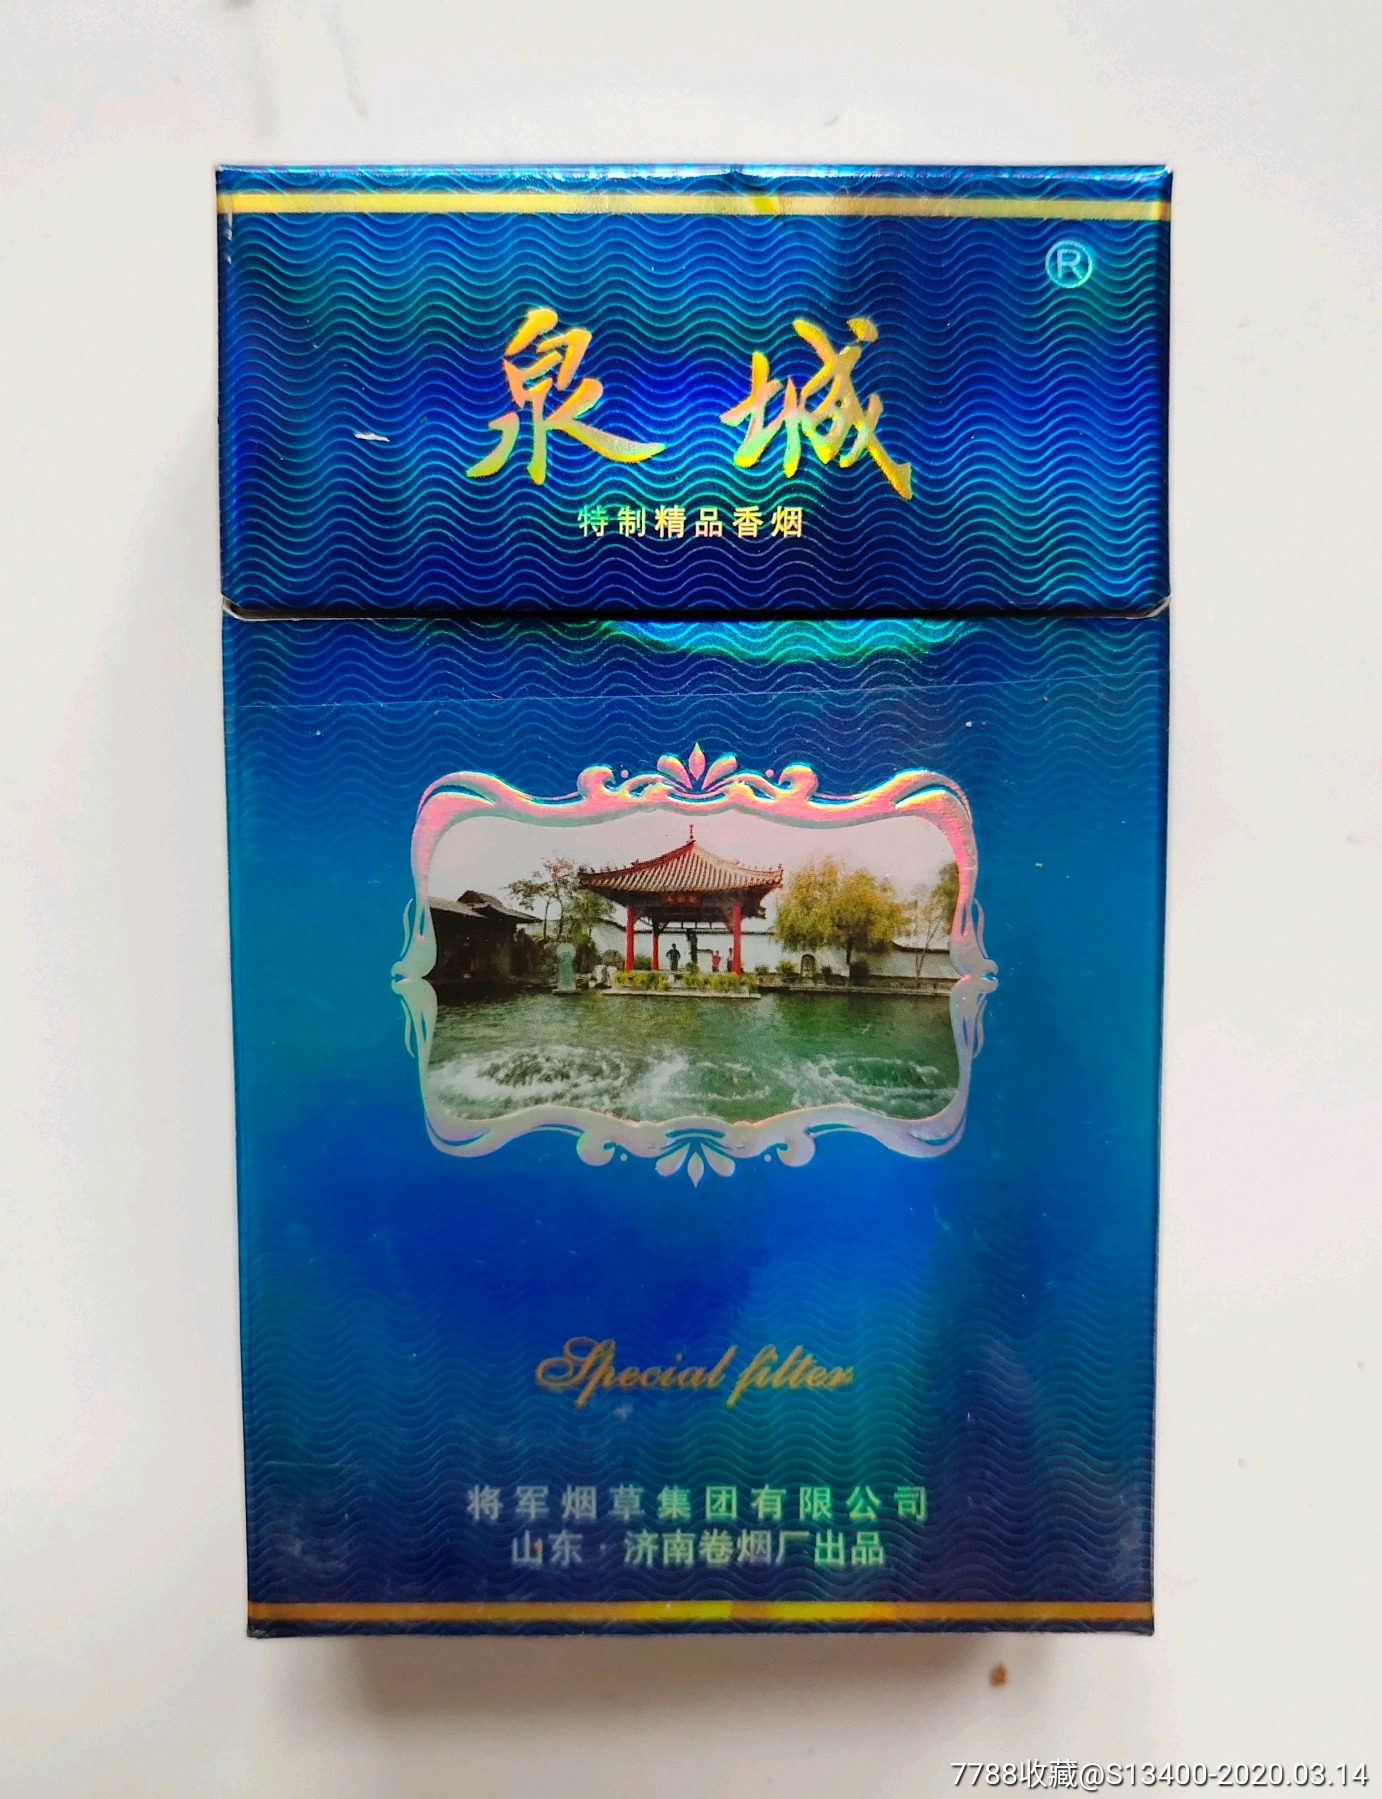 ®
泉城
特制精品香烟
Special filter
将军烟草集团有限公司
山东·济南卷烟厂出品
7788收藏@S13400-2020.03.14